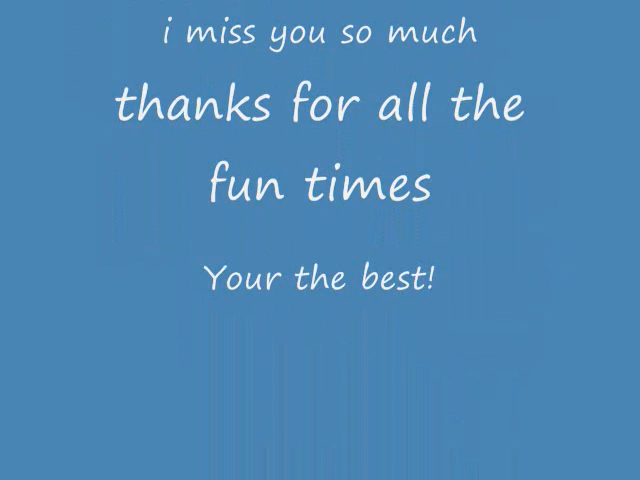 i miss you so much
thanks for all the
fun times
Your the best!